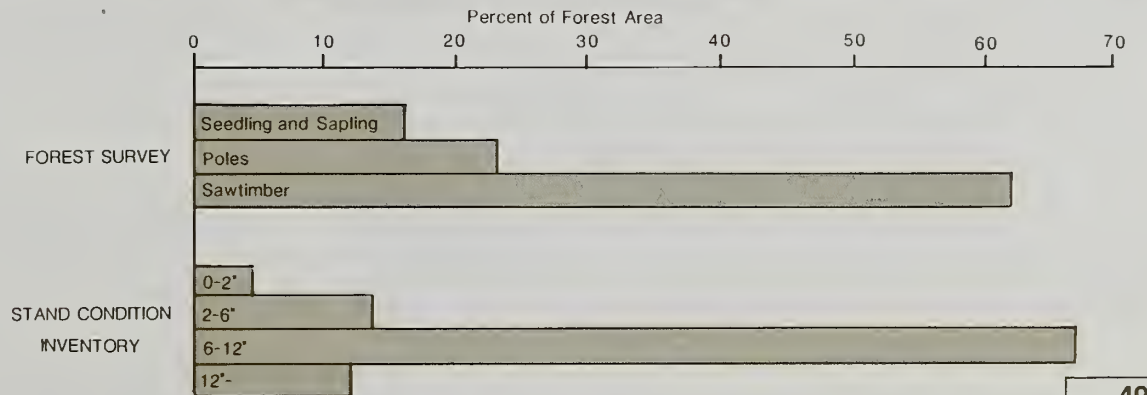 Percent of Forest Area
0 10 20 30 40 50 60 70
FOREST SURVEY
Seedling and Sapling
Poles
Sawtimber
STAND CONDITION
INVENTORY
0-2"
2-6"
6-12"
12"-